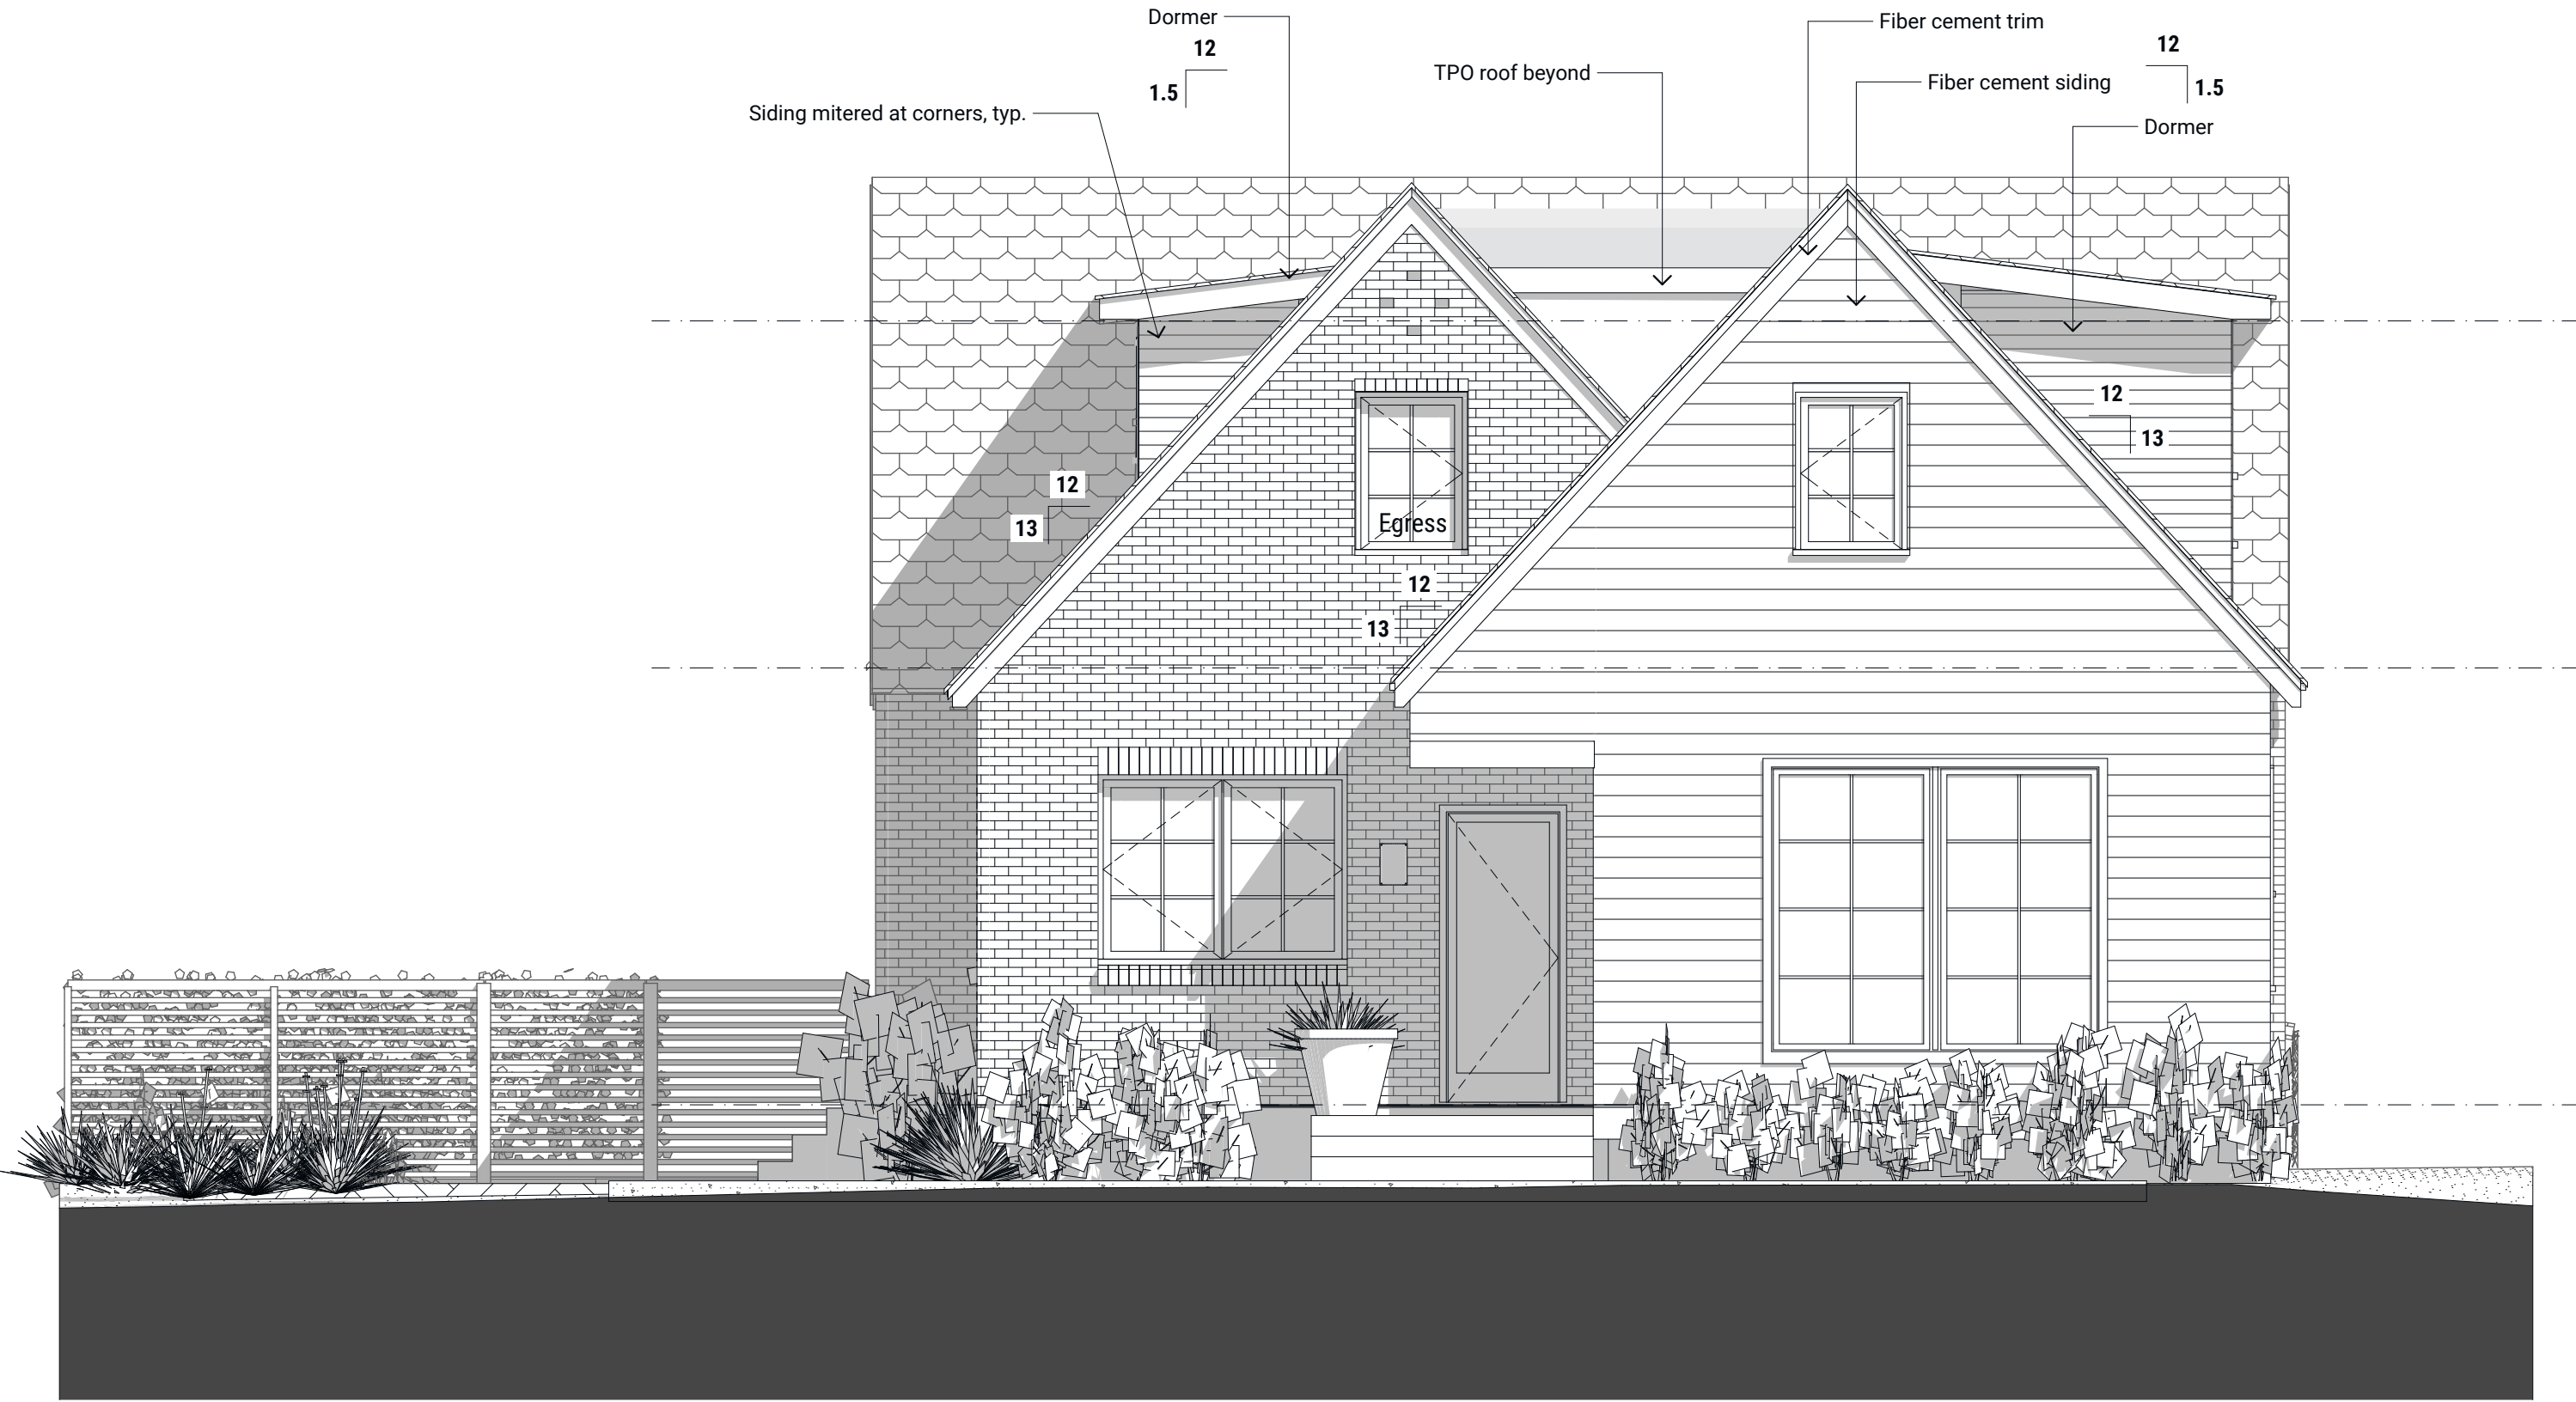 Dormer
12
1.5
Siding mitered at corners, typ.
TPO roof beyond
Fiber cement trim
12
1.5
Fiber cement siding
Dormer
12
13
12
13
Egress
12
13